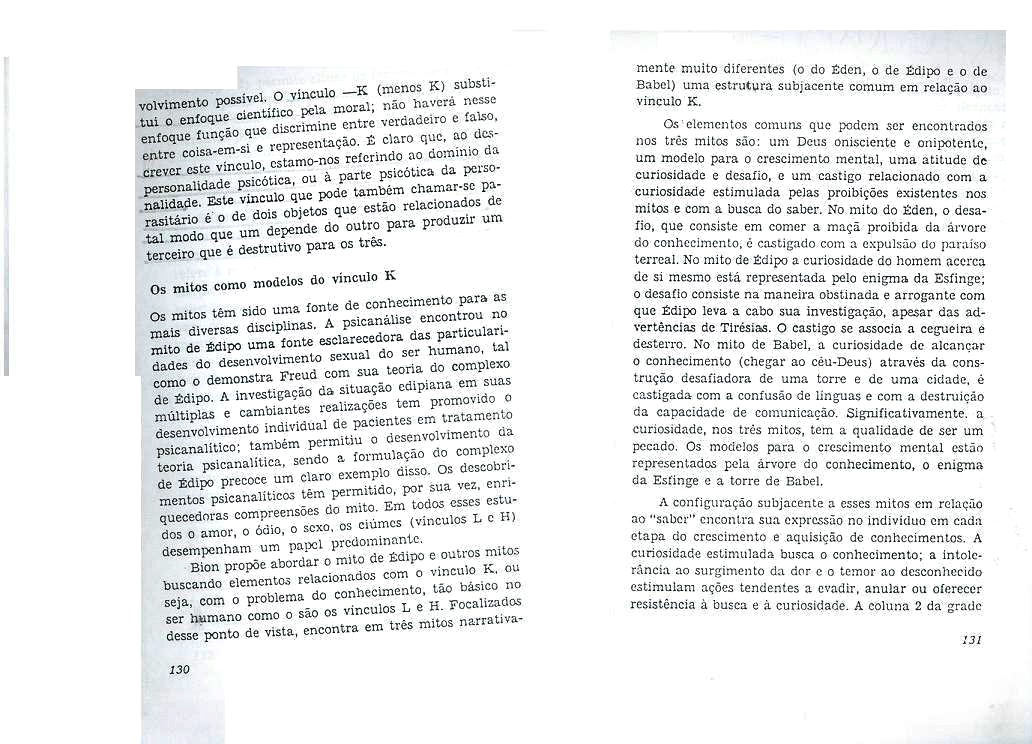 volvimento possível. O vínculo —K (menos K) substi-
tui o enfoque científico pela moral; não haverá nesse
enfoque função que discrimine entre verdadeiro e falso,
entre coisa-em-si e representação. É claro que, ao des-
crever este vínculo, estamo-nos referindo ao domínio da
personalidade psicótica, ou à parte psicótica da perso-
nalidade. Este vínculo que pode também chamar-se pa-
rasitário é o de dois objetos que estão relacionados de
tal modo que um depende do outro para produzir um
terceiro que é destrutivo para os três.
Os mitos como modelos do vínculo K
Os mitos têm sido uma fonte de conhecimento para as
mais diversas disciplinas. A psicanálise encontrou no
mito de Édipo uma fonte esclarecedora das particulari-
dades do desenvolvimento sexual do ser humano, tal
como o demonstra Freud com sua teoria do complexo
de Édipo. A investigação da situação edipiana em suas
múltiplas e cambiantes realizações tem promovido o
desenvolvimento individual de pacientes em tratamento
psicanalítico; também permitiu o desenvolvimento da
teoria psicanalítica, sendo a formulação do complexo
de Édipo precoce um claro exemplo disso. Os descobri-
mentos psicanalíticos têm permitido, por sua vez, enri-
quecedoras compreensões do mito. Em todos esses estu-
dos o amor, o ódio, o sexo, os ciúmes (vínculos L e H)
desempenham um papel predominante.
Bion propõe abordar o mito de Édipo e outros mitos
buscando elementos relacionados com o vínculo K, ou
seja, com o problema do conhecimento, tão básico no
ser humano como o são os vínculos L e H. Focalizados
desse ponto de vista, encontra em três mitos narrativa-
130
mente muito diferentes (o do Éden, o de Édipo e o de
Babel) uma estrutura subjacente comum em relação ao
vínculo K.
Os elementos comuns que podem ser encontrados
nos três mitos são: um Deus onisciente e onipotente,
um modelo para o crescimento mental, uma atitude de
curiosidade e desafio, e um castigo relacionado com a
curiosidade estimulada pelas proibições existentes nos
mitos e com a busca do saber. No mito do Éden, o desa-
fio, que consiste em comer a maçã proibida da árvore
do conhecimento, é castigado com a expulsão do paraíso
terreal. No mito de Édipo a curiosidade do homem acerca
de si mesmo está representada pelo enigma da Esfinge;
o desafio consiste na maneira obstinada e arrogante com
que Édipo leva a cabo sua investigação, apesar das ad-
vertências de Tirésias. O castigo se associa a cegueira e
desterro. No mito de Babel, a curiosidade de alcançar
o conhecimento (chegar ao céu-Deus) através da cons-
trução desafiadora de uma torre e de uma cidade, é
castigada com a confusão de línguas e com a destruição
da capacidade de comunicação. Significativamente, a
curiosidade, nos três mitos, tem a qualidade de ser um
pecado. Os modelos para o crescimento mental estão
representados pela árvore do conhecimento, o enigma
da Esfinge e a torre de Babel.
A configuração subjacente a esses mitos em relação
ao "saber" encontra sua expressão no indivíduo em cada
etapa do crescimento e aquisição de conhecimentos. A
curiosidade estimulada busca o conhecimento; a intole-
rância ao surgimento da dor e o temor ao desconhecido
estimulam ações tendentes a evadir, anular ou oferecer
resistência à busca e à curiosidade. A coluna 2 da grade
131